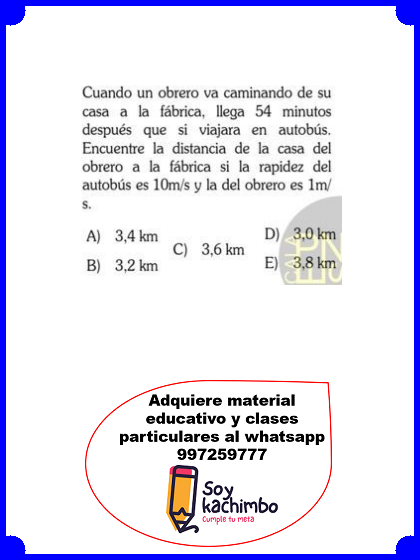 Cuando un obrero va caminando de su
casa a la fábrica, llega 54 minutos
después que si viajara en autobús.
Encuentre la distancia de la casa del
obrero a la fábrica si la rapidez del
autobús es 10m/s y la del obrero es 1m/
s.
A) 3,4 km
B) 3,2 km
C) 3,6 km
D) 3,0 km
E) 3,8 km
Adquiere material
educativo y clases
particulares al whatsapp
997259777
Soy
kachimbo
Cumple tu meta